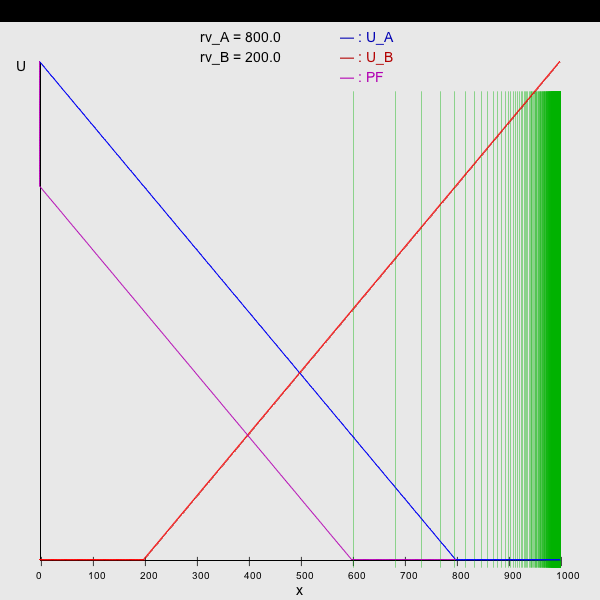 rv_A = 800.0 — : U_A
rv_B = 200.0 — : U_B
— : PF
U
0 100 200 300 400 500 600 700 800 900 1000
x